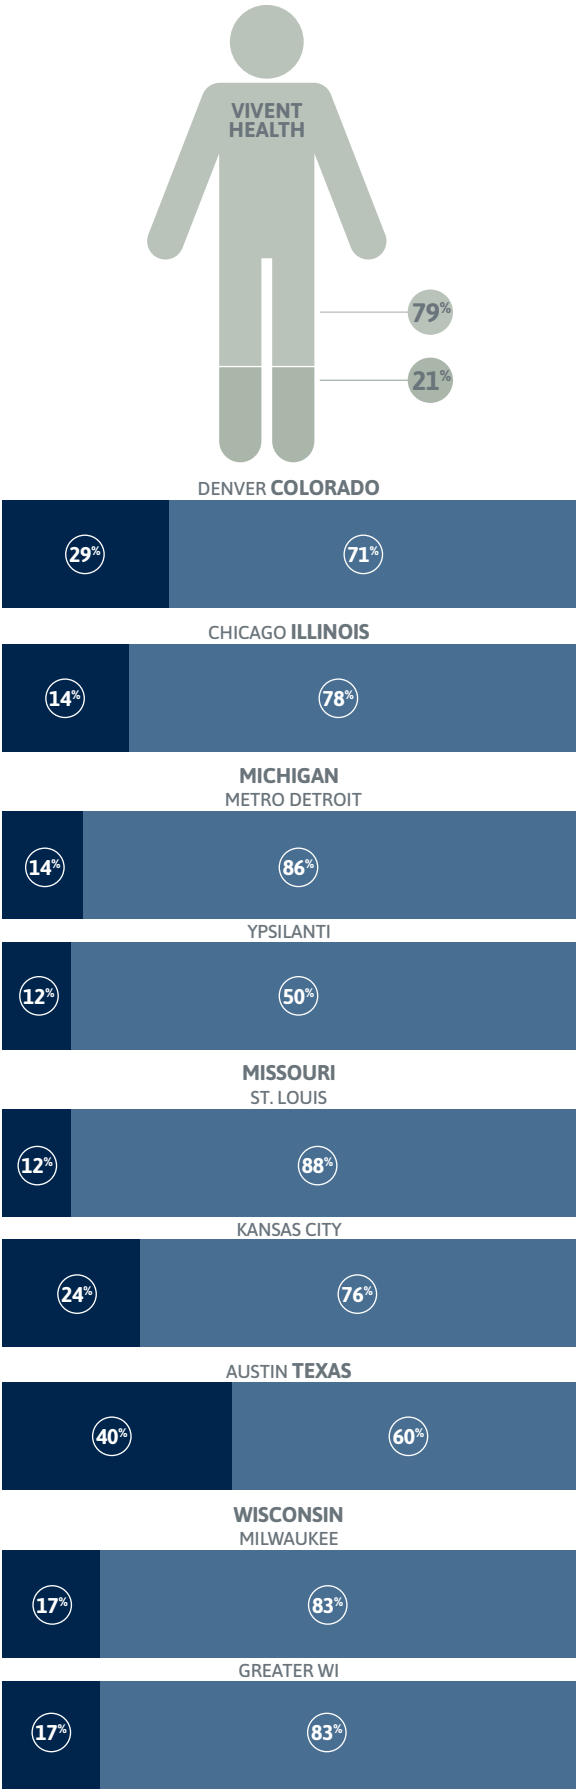 VIVENT
HEALTH
79%
21%
DENVER COLORADO
29% 71%
CHICAGO ILLINOIS
14% 78%
MICHIGAN
METRO DETROIT
14% 86%
YPSILANTI
12% 50%
MISSOURI
ST. LOUIS
12% 88%
KANSAS CITY
24% 76%
AUSTIN TEXAS
40% 60%
WISCONSIN
MILWAUKEE
17% 83%
GREATER WI
17% 83%